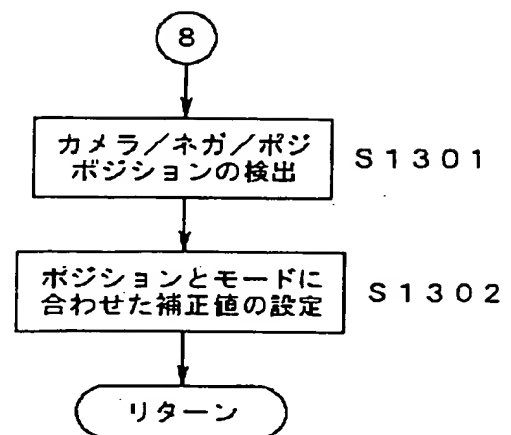 8
カメラ／ネガ／ポジ
ポジションの検出
S1301
ポジションとモードに
合わせた補正値の設定
S1302
リターン